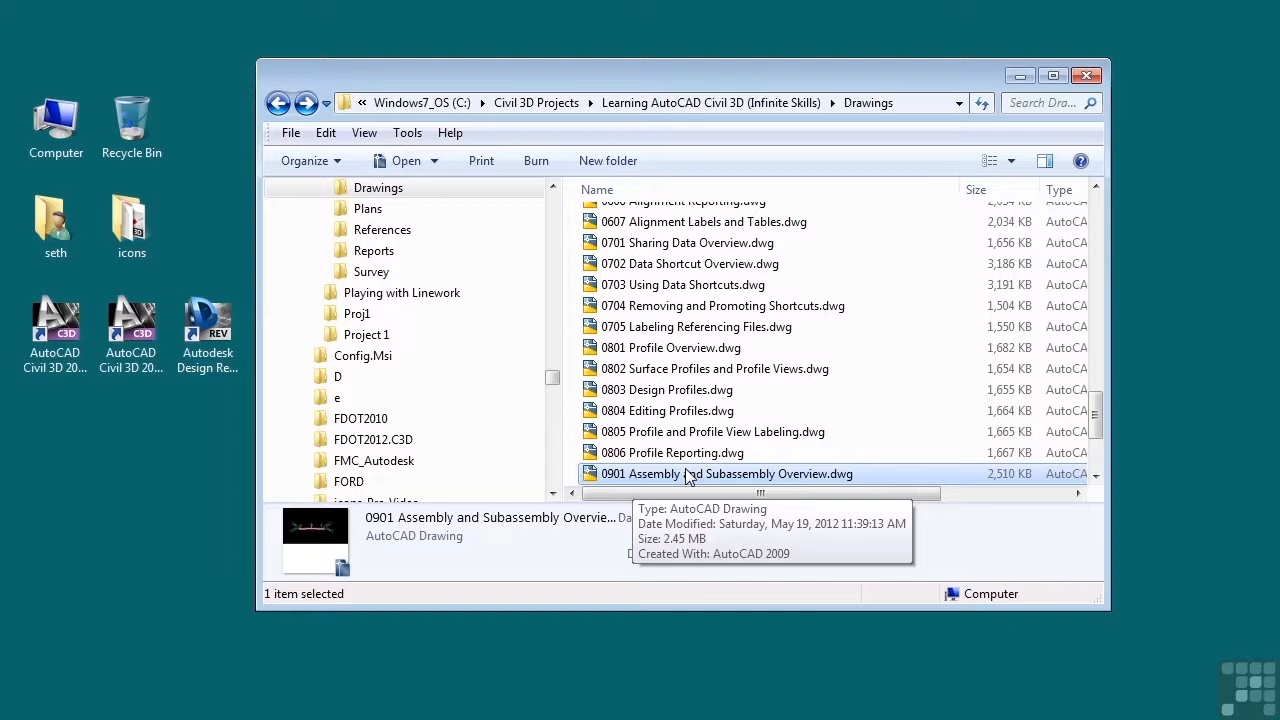 Computer
Recycle Bin
seth
icons
AutoCAD
Civil 3D 20...
AutoCAD
Civil 3D 20...
Autodesk
Design Re...
C3D
C3D
REV
« Windows7_OS (C:) Civil 3D Projects Learning AutoCAD Civil 3D (Infinite Skills) Drawings
Search Dra...
File Edit View Tools Help
Organize Open Print Burn New folder
Drawings
Plans
References
Reports
Survey
Playing with Linework
Proj1
Project 1
Config.Msi
D
e
FDOT2010
FDOT2012.C3D
FMC_Autodesk
FORD
icons-Pro-Video
Name Size Type
0606 Alignment Reporting.dwg 2,034 KB AutoCA
0607 Alignment Labels and Tables.dwg 2,034 KB AutoCA
0701 Sharing Data Overview.dwg 1,656 KB AutoCA
0702 Data Shortcut Overview.dwg 3,186 KB AutoCA
0703 Using Data Shortcuts.dwg 3,191 KB AutoCA
0704 Removing and Promoting Shortcuts.dwg 1,504 KB AutoCA
0705 Labeling Referencing Files.dwg 1,550 KB AutoCA
0801 Profile Overview.dwg 1,682 KB AutoCA
0802 Surface Profiles and Profile Views.dwg 1,654 KB AutoCA
0803 Design Profiles.dwg 1,655 KB AutoCA
0804 Editing Profiles.dwg 1,664 KB AutoCA
0805 Profile and Profile View Labeling.dwg 1,665 KB AutoCA
0806 Profile Reporting.dwg 1,667 KB AutoCA
0901 Assembly and Subassembly Overview.dwg 2,510 KB AutoCA
Type: AutoCAD Drawing
Date Modified: Saturday, May 19, 2012 11:39:13 AM
Size: 2.45 MB
Created With: AutoCAD 2009
0901 Assembly and Subassembly Overvie... Da
AutoCAD Drawing
1 item selected
Computer